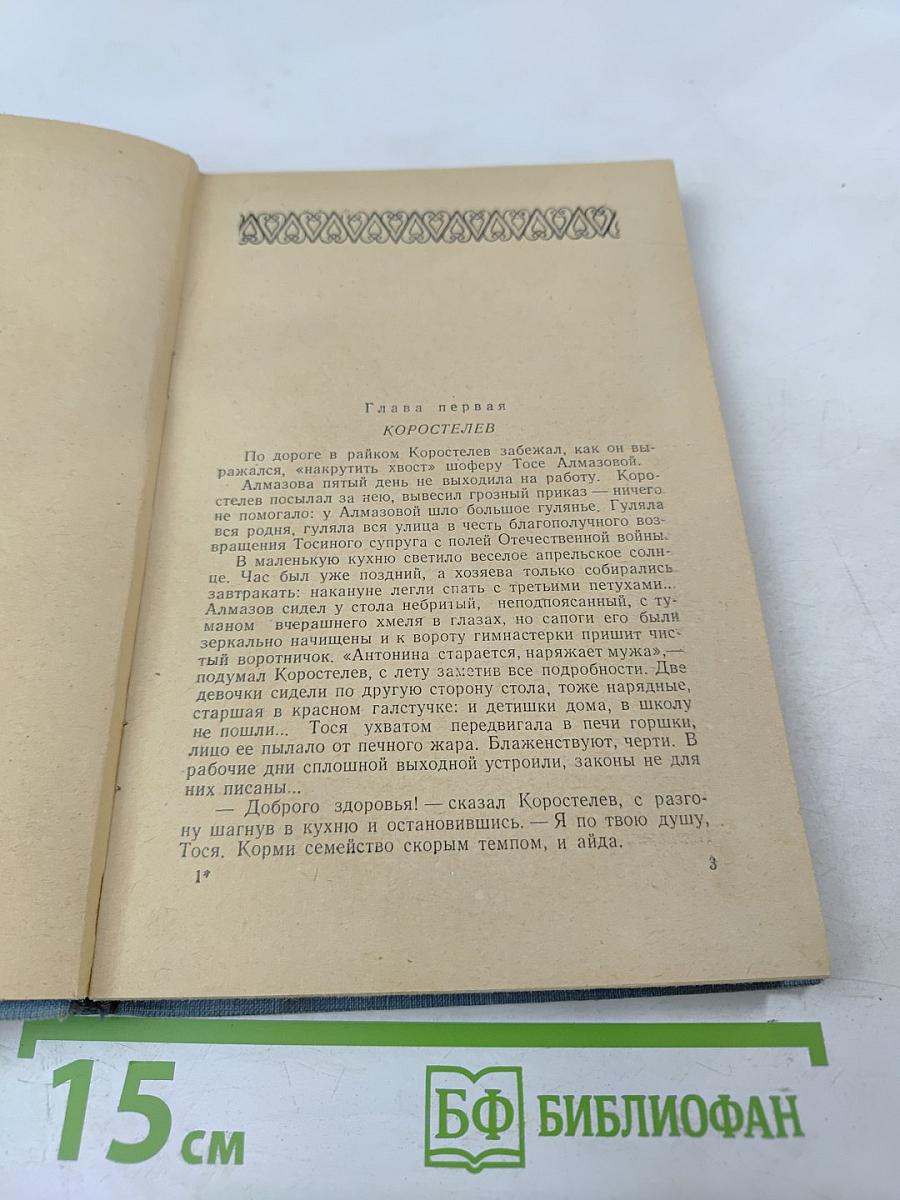 Глава первая
КОРОСТЕЛЕВ
По дороге в райком Коростелев забежал, как он вы-
ражался, «накрутить хвост» шоферу Тосе Алмазовой.
Алмазова пятый день не выходила на работу. Коро-
стелев посылал за нею, вывесил грозный приказ — ничего
не помогало: у Алмазовой шло большое гулянье. Гуляла
вся родня, гуляла вся улица в честь благополучного воз-
вращения Тосиного супруга с полей Отечественной войны.
В маленькую кухню светило веселое апрельское солн-
це. Час был уже поздний, а хозяева только собирались
завтракать: накануне легли спать с третьими петухами...
Алмазов сидел у стола небритый, неподпоясанный, с ту-
маном вчерашнего хмеля в глазах, но сапоги его были
зеркально начищены и к вороту гимнастерки пришит чис-
тый воротничок. «Антонина старается, наряжает мужа»,—
подумал Коростелев, с лету заметив все подробности. Две
девочки сидели по другую сторону стола, тоже нарядные,
старшая в красном галстучке: и детишки дома, в школу
не пошли... Тося ухватом передвигала в печи горшки,
лицо ее пылало от печного жара. Блаженствуют, черти. В
рабочие дни сплошной выходной устроили, законы не для
них писаны...
— Доброго здоровья! — сказал Коростелев, с разго-
ну шагнув в кухню и остановившись. — Я по твою душу,
Тося. Корми семейство скорым темпом, и айда.
1*
3
15 см
БФ БИБЛИОФАН